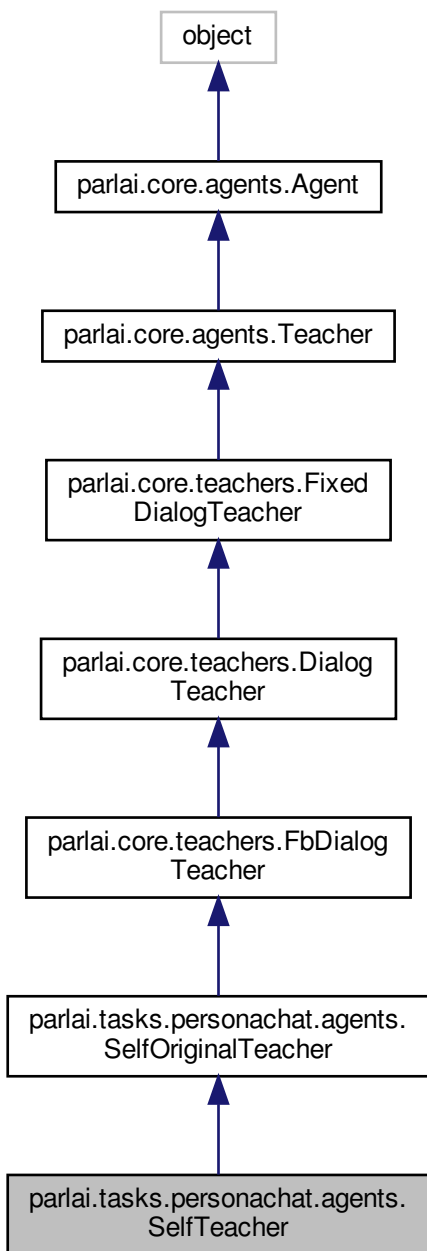 object
parlai.core.agents.Agent
parlai.core.agents.Teacher
parlai.core.teachers.Fixed
DialogTeacher
parlai.core.teachers.Dialog
Teacher
parlai.core.teachers.FbDialog
Teacher
parlai.tasks.personachat.agents.
SelfOriginalTeacher
parlai.tasks.personachat.agents.
SelfTeacher